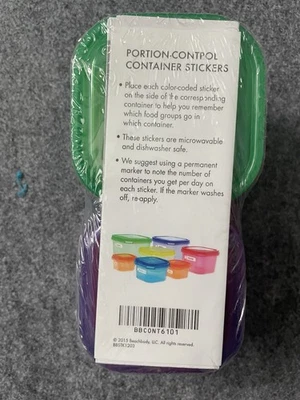 PORTION-CONTROL
CONTAINER STICKERS
• Place each color-coded sticker
on the side of the corresponding
container to help you remember
which food groups go in
which container.
• These stickers are microwavable
and dishwasher safe.
• We suggest using a permanent
marker to note the number of
containers you get per day on
each sticker. If the marker washes
off, re-apply.
BBCONT6101
© 2015 Beachbody, LLC. All rights reserved.